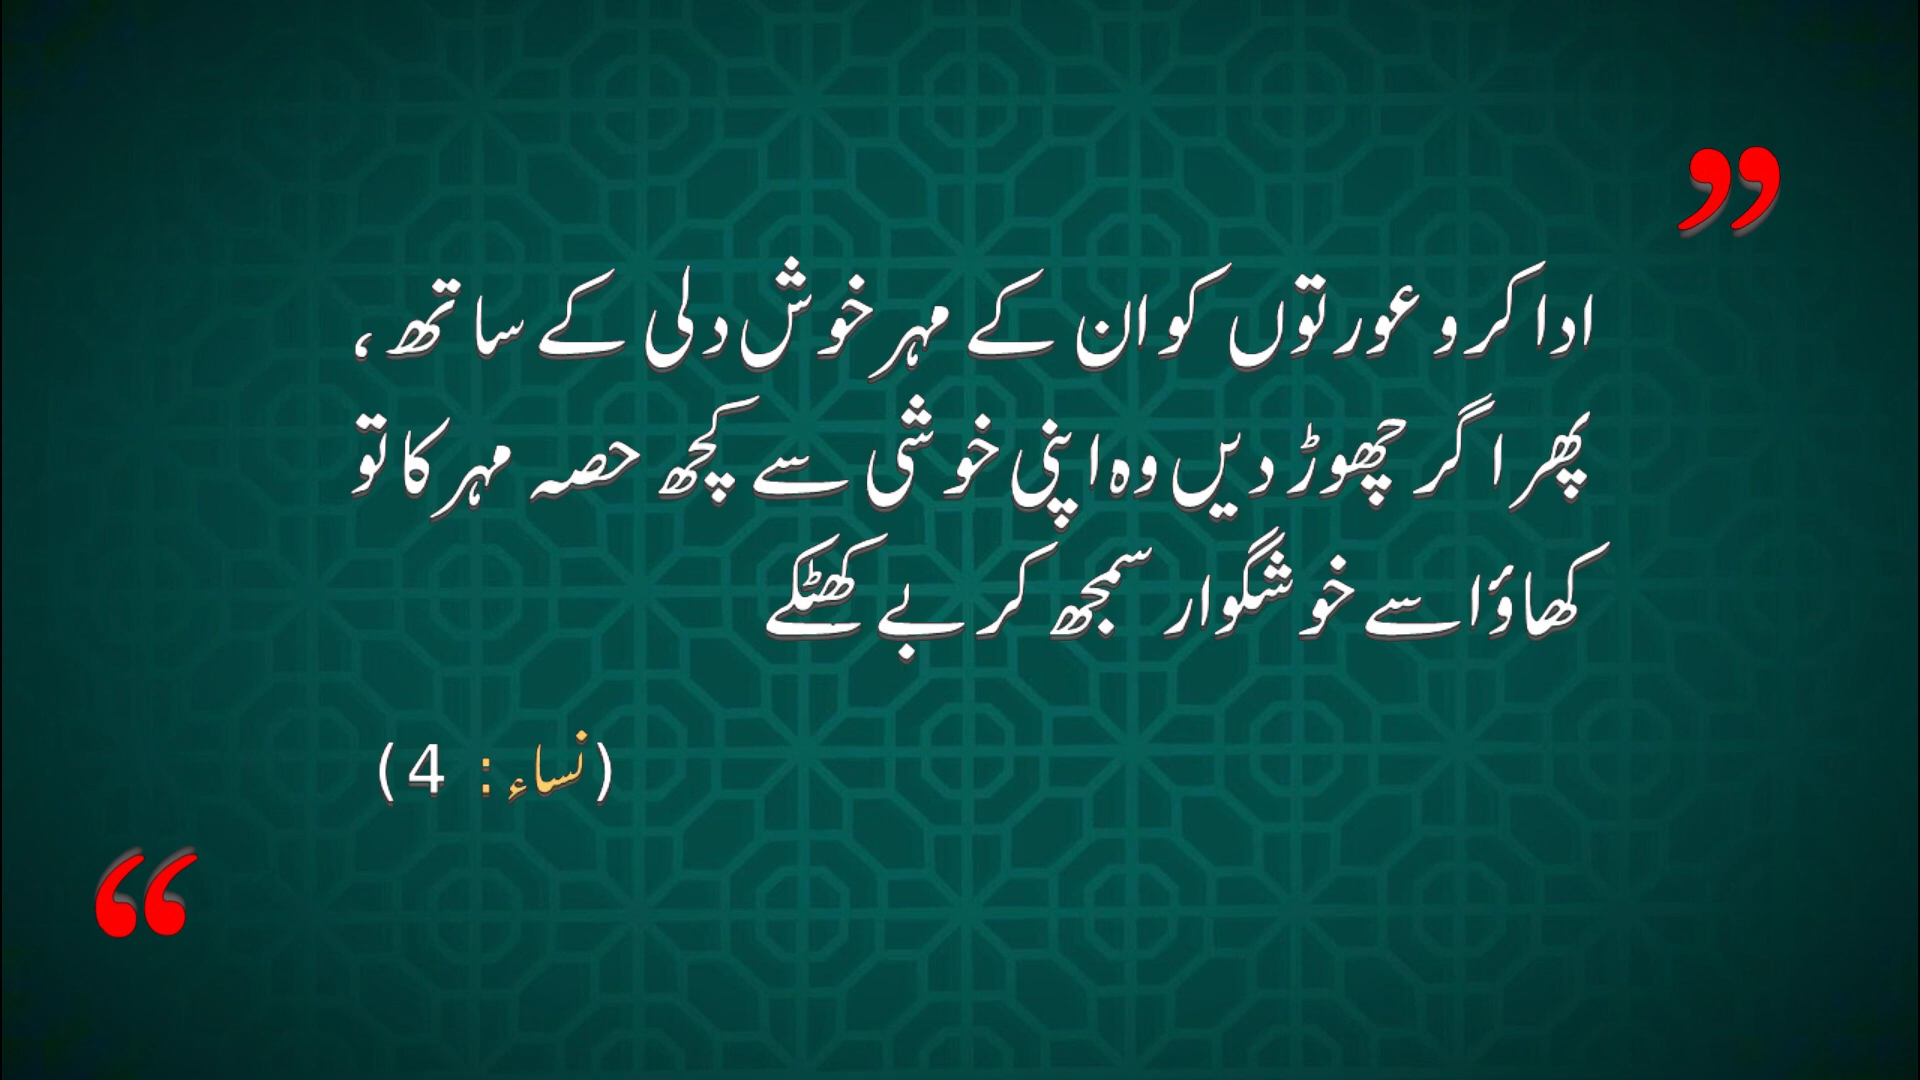 ”
ادا کرو عورتوں کو ان کے مہر خوش دلی کے ساتھ،
پھر اگر چھوڑ دیں وہ اپنی خوشی سے کچھ حصہ مہر کا تو
کھاؤ اسے خوشگوار سمجھ کر بے کھٹکے
(نساء: 4)
“